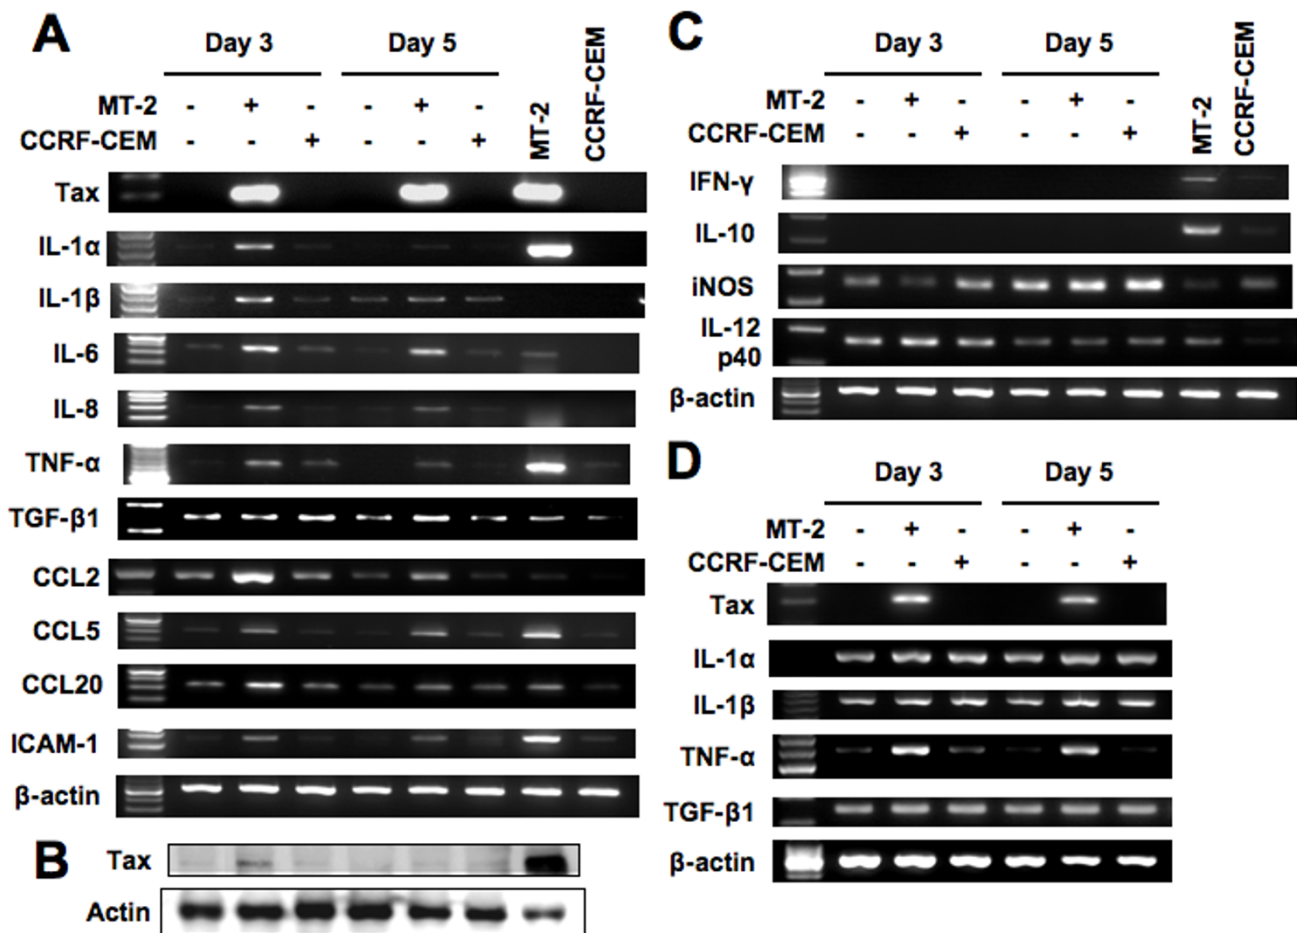 A
Day 3 Day 5
CCRF-CEM
MT-2
MT-2 - + - - + -
CCRF-CEM - - + - - +
Tax
IL-1α
IL-1β
IL-6
IL-8
TNF-α
TGF-β1
CCL2
CCL5
CCL20
ICAM-1
β-actin
B
Tax
Actin
C
Day 3 Day 5
CCRF-CEM
MT-2
MT-2 - + - - + -
CCRF-CEM - - + - - +
IFN-γ
IL-10
iNOS
IL-12
p40
β-actin
D
Day 3 Day 5
MT-2 - + - - + -
CCRF-CEM - - + - - +
Tax
IL-1α
IL-1β
TNF-α
TGF-β1
β-actin